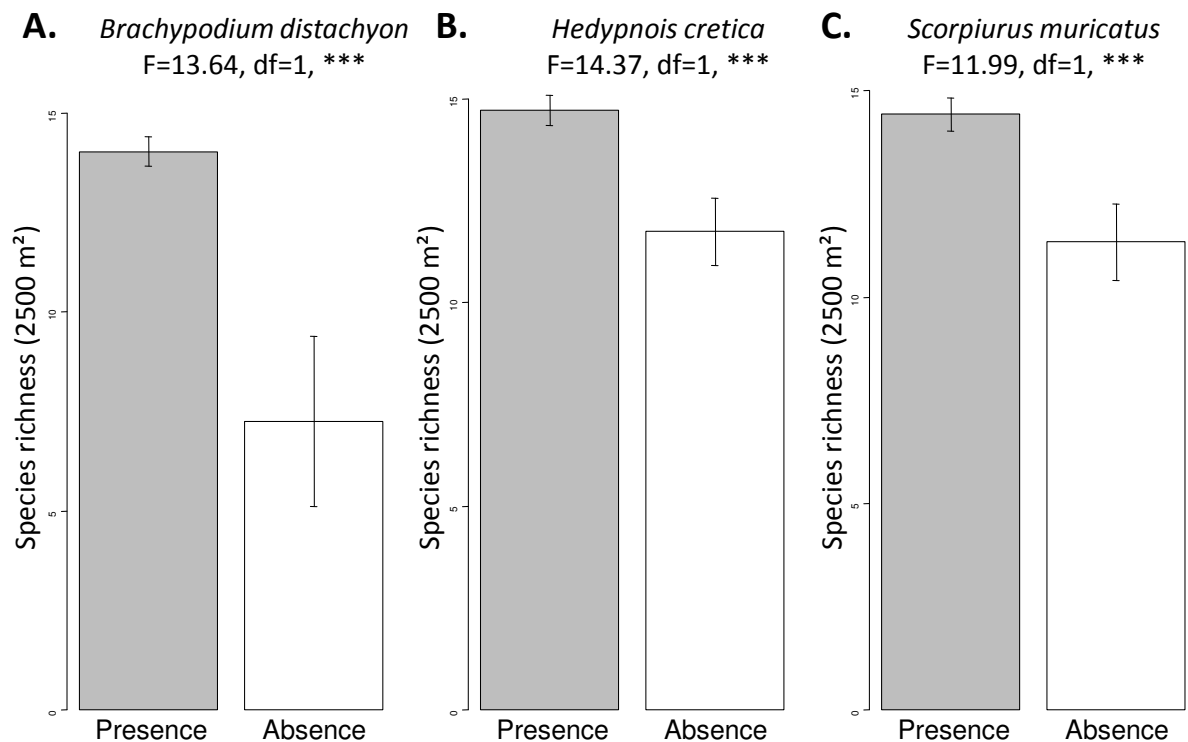 A. Brachypodium distachyon
F=13.64, df=1, ***
Species richness (2500 m²)
15
10
5
0
Presence Absence
B. Hedypnois cretica
F=14.37, df=1, ***
Species richness (2500 m²)
15
10
5
0
Presence Absence
C. Scorpiurus muricatus
F=11.99, df=1, ***
Species richness (2500 m²)
15
10
5
0
Presence Absence